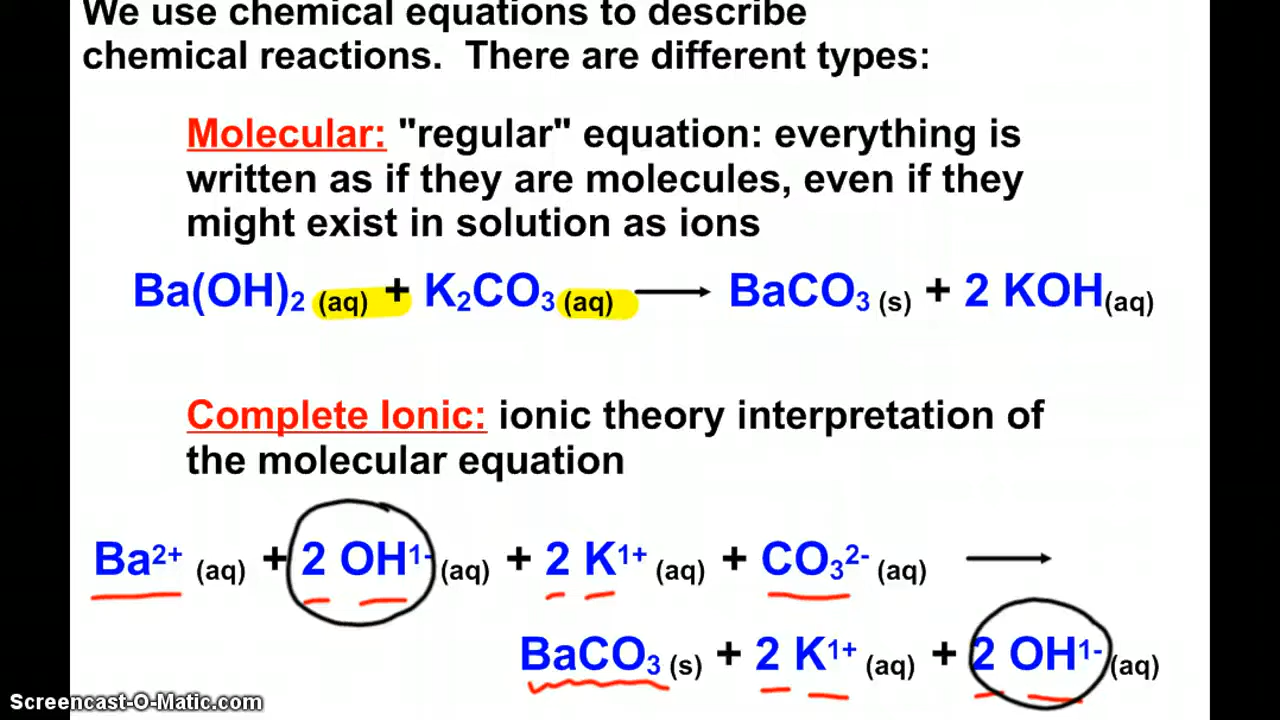 We use chemical equations to describe
chemical reactions.  There are different types:
Molecular: "regular" equation: everything is
written as if they are molecules, even if they
might exist in solution as ions
Ba(OH)₂ (aq) + K₂CO₃ (aq) ⟶ BaCO₃ (s) + 2 KOH(aq)
Complete Ionic: ionic theory interpretation of
the molecular equation
Ba²⁺ (aq) + 2 OH¹⁻ (aq) + 2 K¹⁺ (aq) + CO₃²⁻ (aq) ⟶
BaCO₃ (s) + 2 K¹⁺ (aq) + 2 OH¹⁻ (aq)
Screencast-O-Matic.com